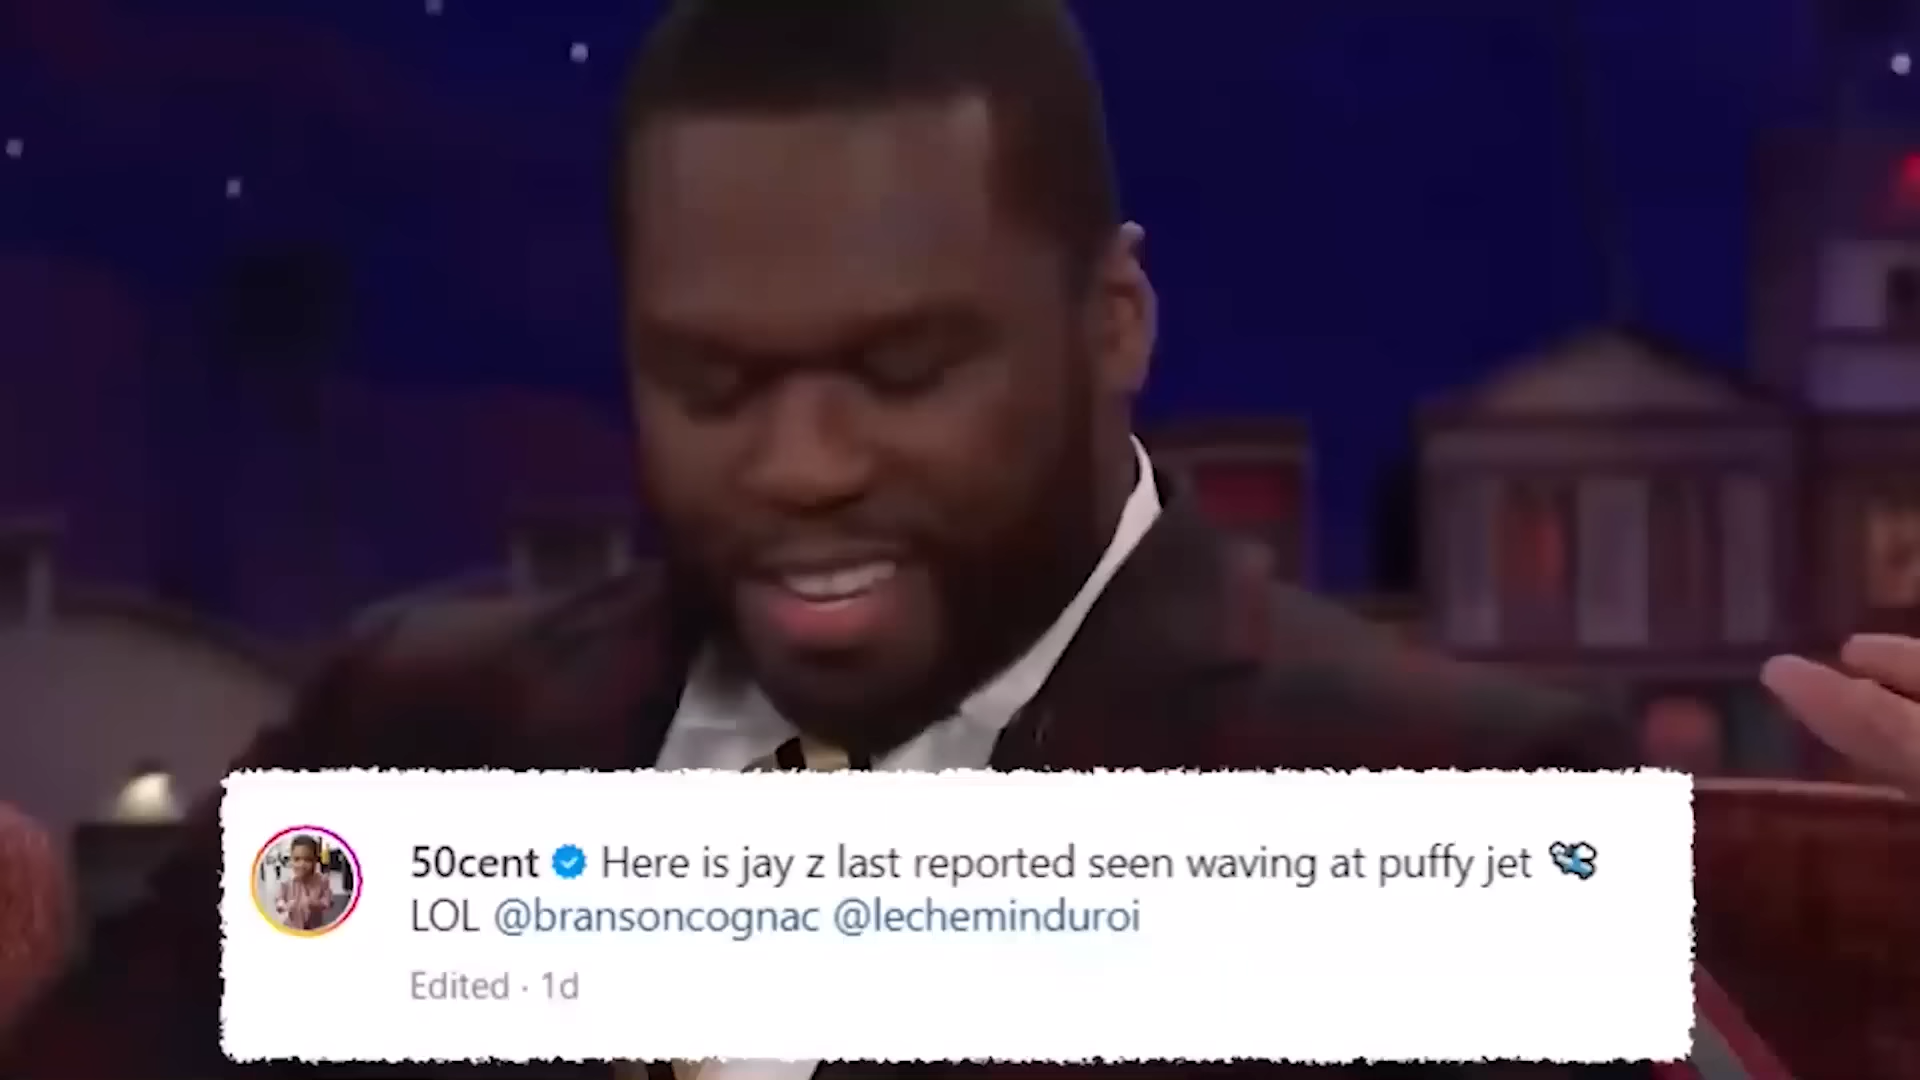 50cent Here is jay z last reported seen waving at puffy jet 🛩️
LOL @bransoncognac @lecheminduroi
Edited · 1d